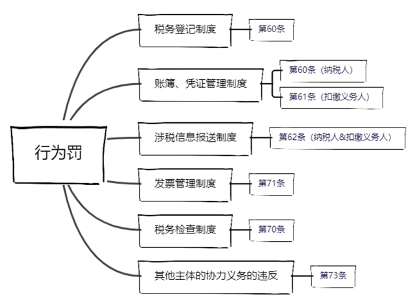 税务登记制度
第60条
账簿、凭证管理制度
第60条（纳税人）
第61条（扣缴义务人）
涉税信息报送制度
第62条（纳税人&扣缴义务人）
行为罚
发票管理制度
第71条
税务检查制度
第70条
其他主体的协力义务的违反
第73条